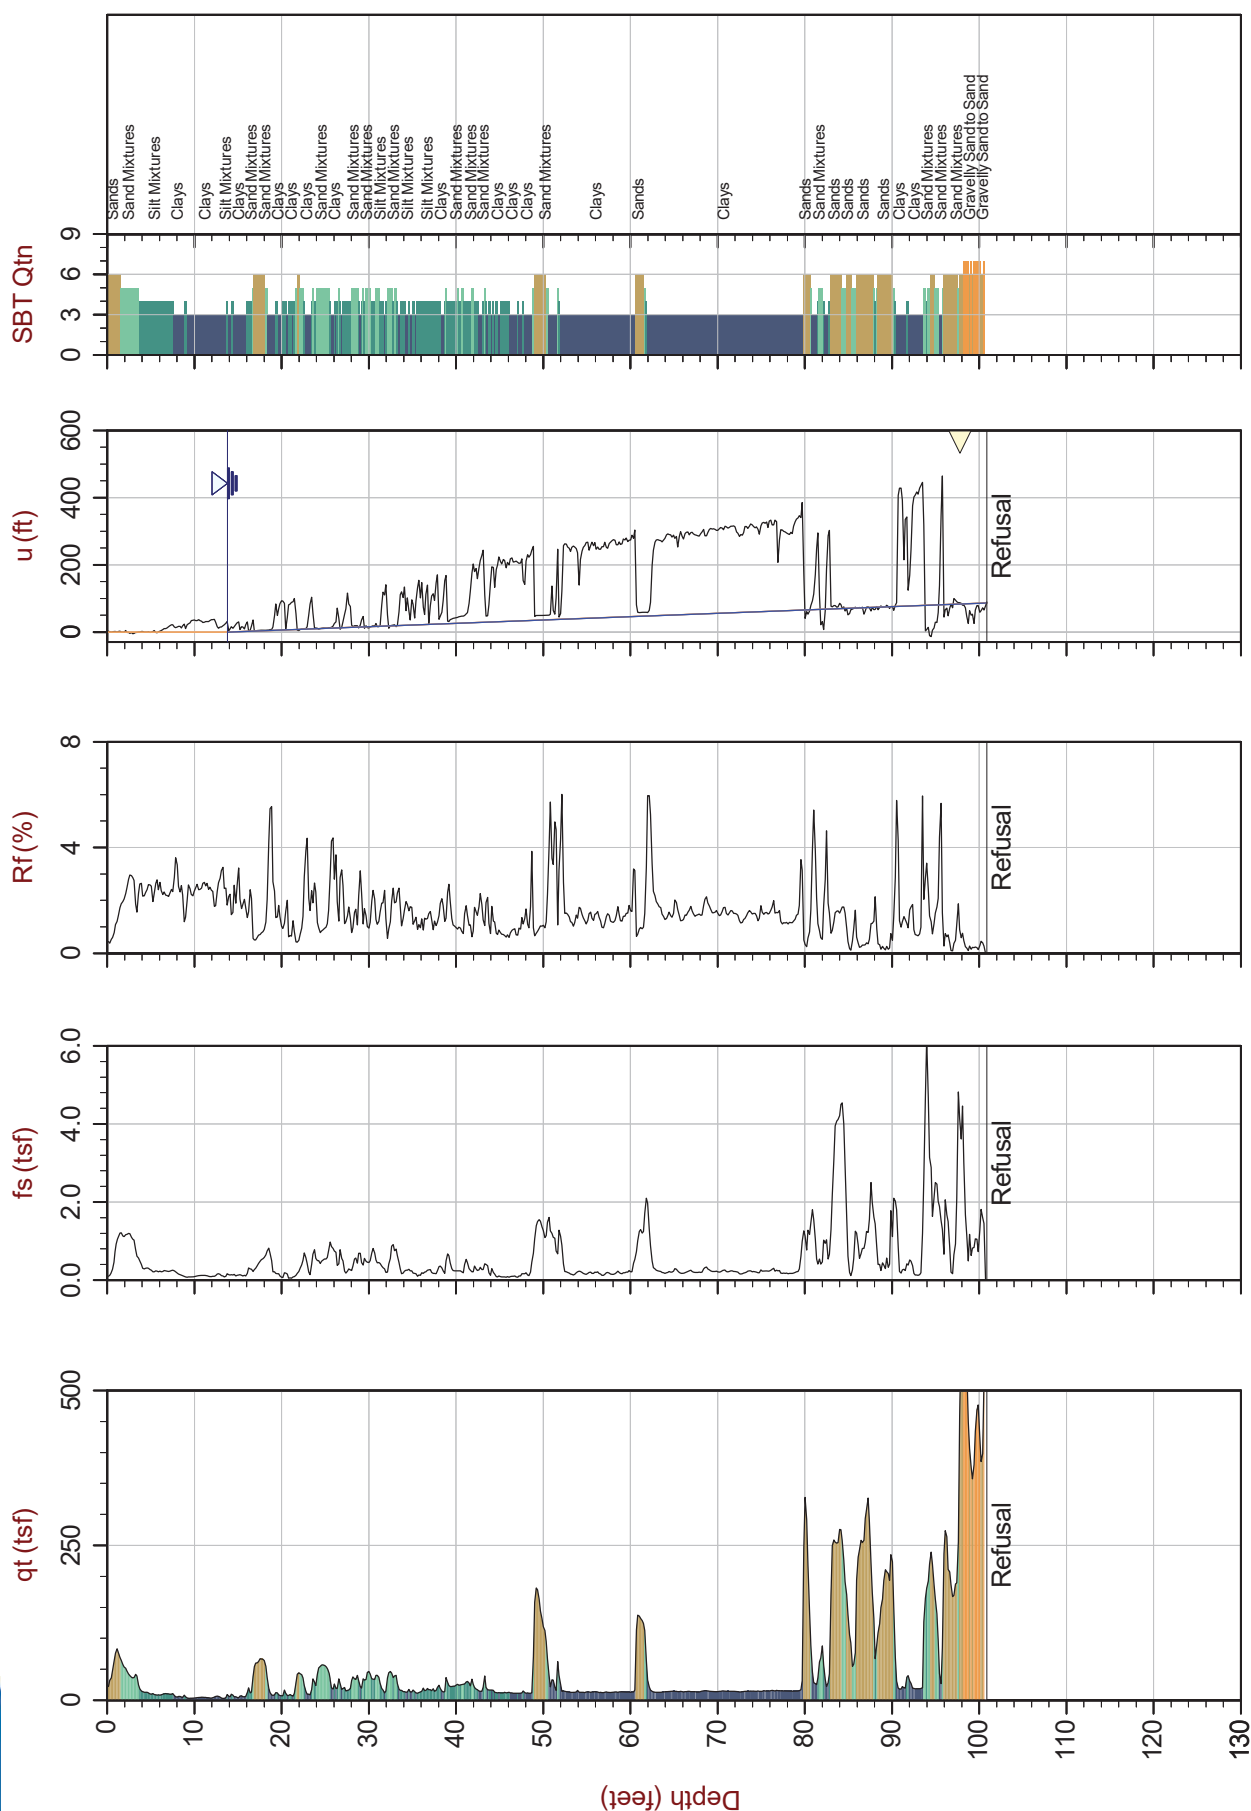 qt (tsf)
fs (tsf)
Rf (%)
u (ft)
SBT Qtn
0
250
500
0.0
2.0
4.0
6.0
0
4
8
0
200
400
600
0
3
6
9
Depth (feet)
0
10
20
30
40
50
60
70
80
90
100
110
120
130
Refusal
Refusal
Refusal
Refusal
Sands
Sand Mixtures
Silt Mixtures
Clays
Clays
Silt Mixtures
Clays
Sand Mixtures
Sand Mixtures
Clays
Clays
Clays
Sand Mixtures
Clays
Sand Mixtures
Sand Mixtures
Silt Mixtures
Sand Mixtures
Silt Mixtures
Silt Mixtures
Clays
Sand Mixtures
Sand Mixtures
Sand Mixtures
Clays
Clays
Clays
Sand Mixtures
Clays
Sands
Clays
Sands
Sand Mixtures
Sands
Sands
Sands
Sands
Clays
Clays
Sand Mixtures
Sand Mixtures
Sand Mixtures
Gravelly Sand to Sand
Gravelly Sand to Sand